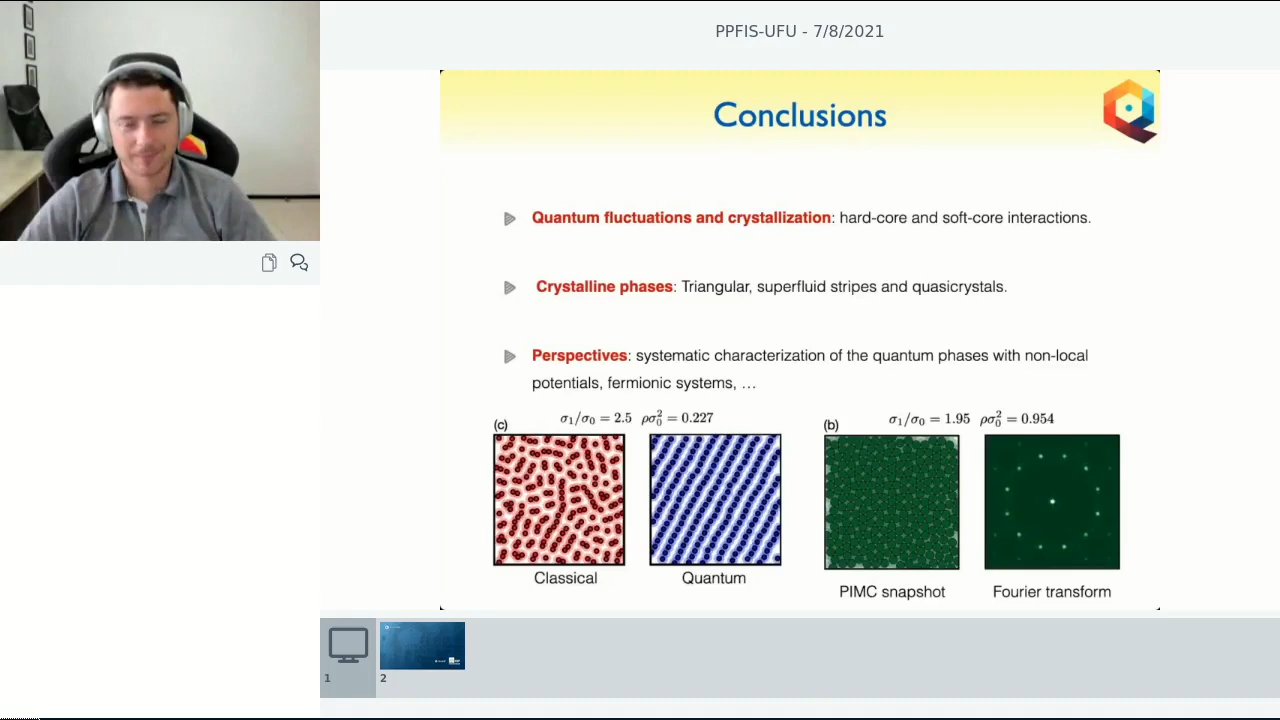 PPFIS-UFU - 7/8/2021
Conclusions
Quantum fluctuations and crystallization: hard-core and soft-core interactions.
Crystalline phases: Triangular, superfluid stripes and quasicrystals.
Perspectives: systematic characterization of the quantum phases with non-local
potentials, fermionic systems, …
(c) σ₁/σ₀ = 2.5 ρσ₀² = 0.227
(b) σ₁/σ₀ = 1.95 ρσ₀² = 0.954
Classical
Quantum
PIMC snapshot
Fourier transform
1
2